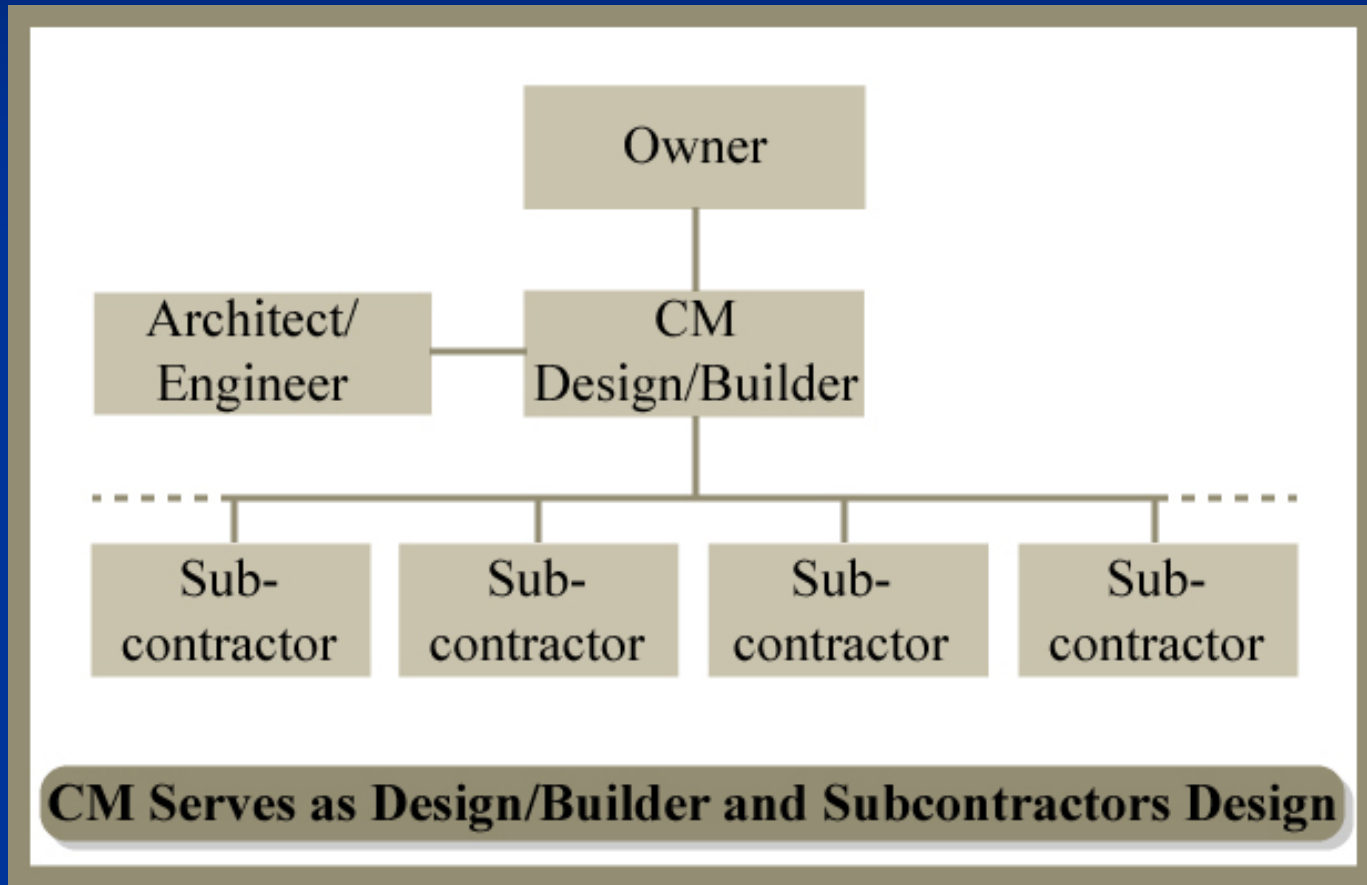 Owner
Architect/
Engineer
CM
Design/Builder
Sub-
contractor
Sub-
contractor
Sub-
contractor
Sub-
contractor
CM Serves as Design/Builder and Subcontractors Design